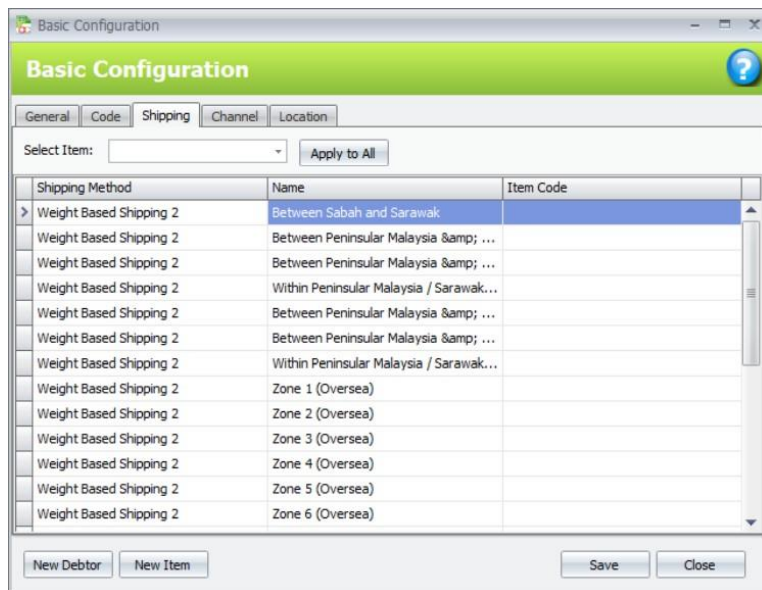 Basic Configuration
Basic Configuration
?
General Code Shipping Channel Location
Select Item: Apply to All
Shipping Method Name Item Code
Weight Based Shipping 2 Between Sabah and Sarawak
Weight Based Shipping 2 Between Peninsular Malaysia &amp; ...
Weight Based Shipping 2 Between Peninsular Malaysia &amp; ...
Weight Based Shipping 2 Within Peninsular Malaysia / Sarawak...
Weight Based Shipping 2 Between Peninsular Malaysia &amp; ...
Weight Based Shipping 2 Between Peninsular Malaysia &amp; ...
Weight Based Shipping 2 Within Peninsular Malaysia / Sarawak...
Weight Based Shipping 2 Zone 1 (Oversea)
Weight Based Shipping 2 Zone 2 (Oversea)
Weight Based Shipping 2 Zone 3 (Oversea)
Weight Based Shipping 2 Zone 4 (Oversea)
Weight Based Shipping 2 Zone 5 (Oversea)
Weight Based Shipping 2 Zone 6 (Oversea)
New Debtor New Item Save Close